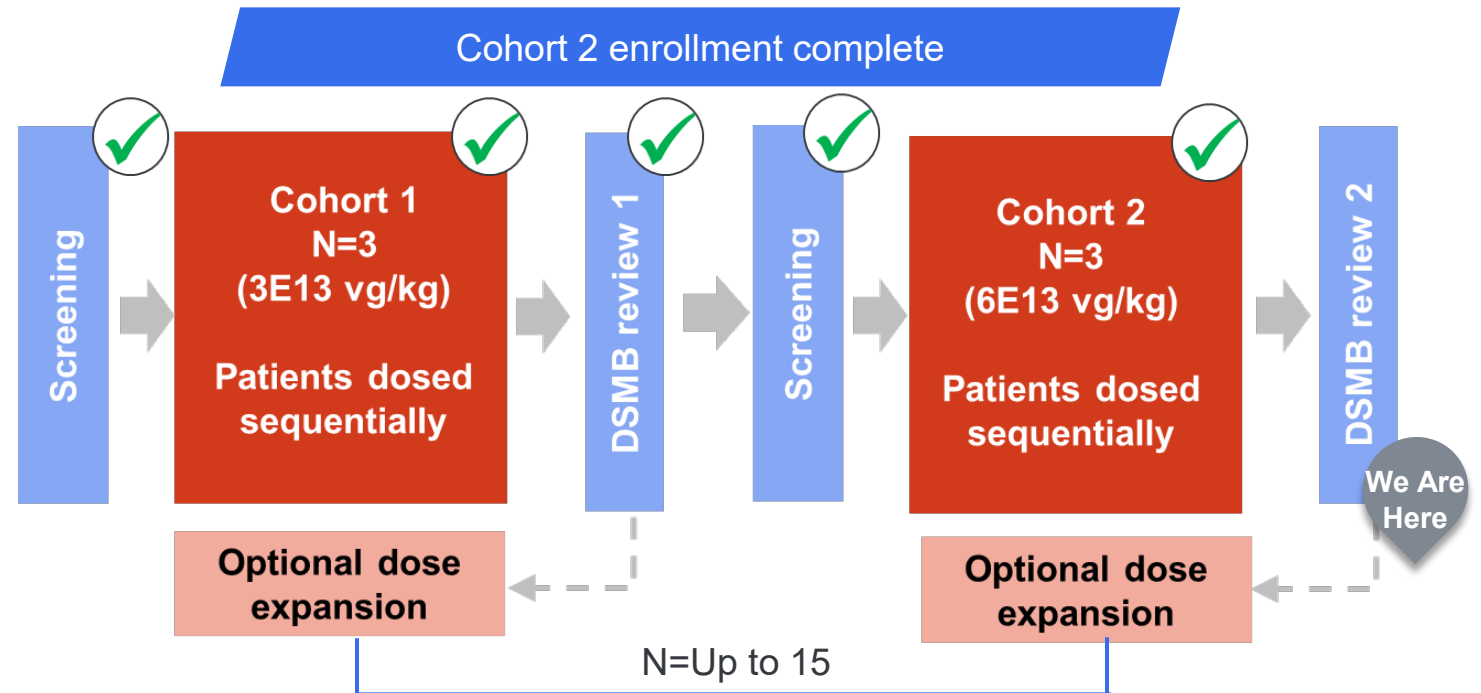 Cohort 2 enrollment complete
Screening
Cohort 1
N=3
(3E13 vg/kg)
Patients dosed
sequentially
DSMB review 1
Screening
Cohort 2
N=3
(6E13 vg/kg)
Patients dosed
sequentially
DSMB review 2
We Are
Here
Optional dose
expansion
Optional dose
expansion
N=Up to 15